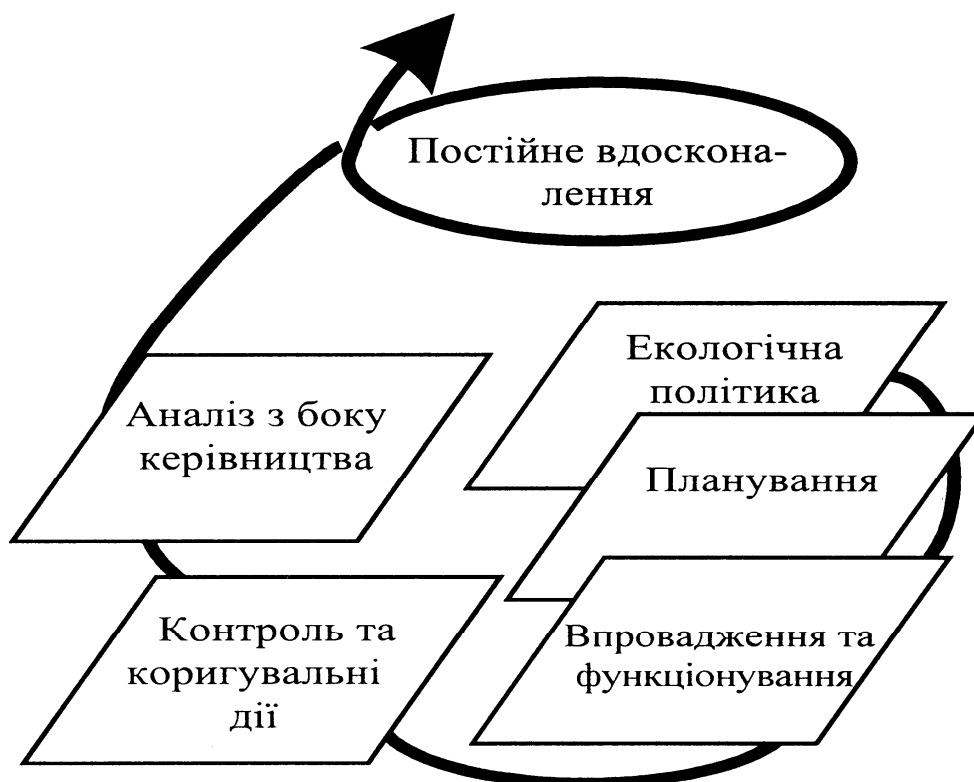 Постійне вдоскона-
лення
Екологічна
політика
Планування
Впровадження та
функціонування
Контроль та
коригувальні
дії
Аналіз з боку
керівництва